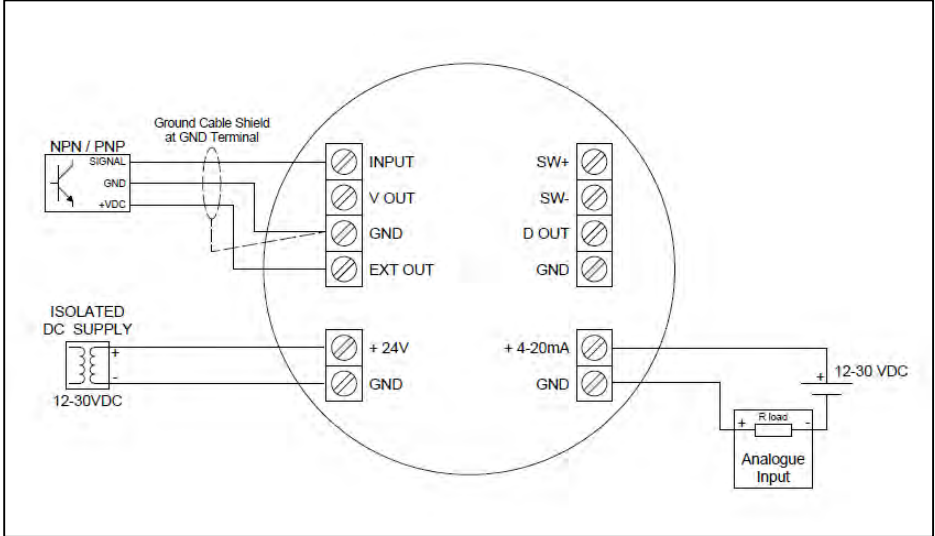 Ground Cable Shield
at GND Terminal
NPN / PNP
SIGNAL
GND
+VDC
INPUT
V OUT
GND
EXT OUT
SW+
SW-
D OUT
GND
ISOLATED
DC SUPPLY
+
-
12-30VDC
+ 24V
GND
+ 4-20mA
GND
+ 12-30 VDC
+ R load -
Analogue
Input